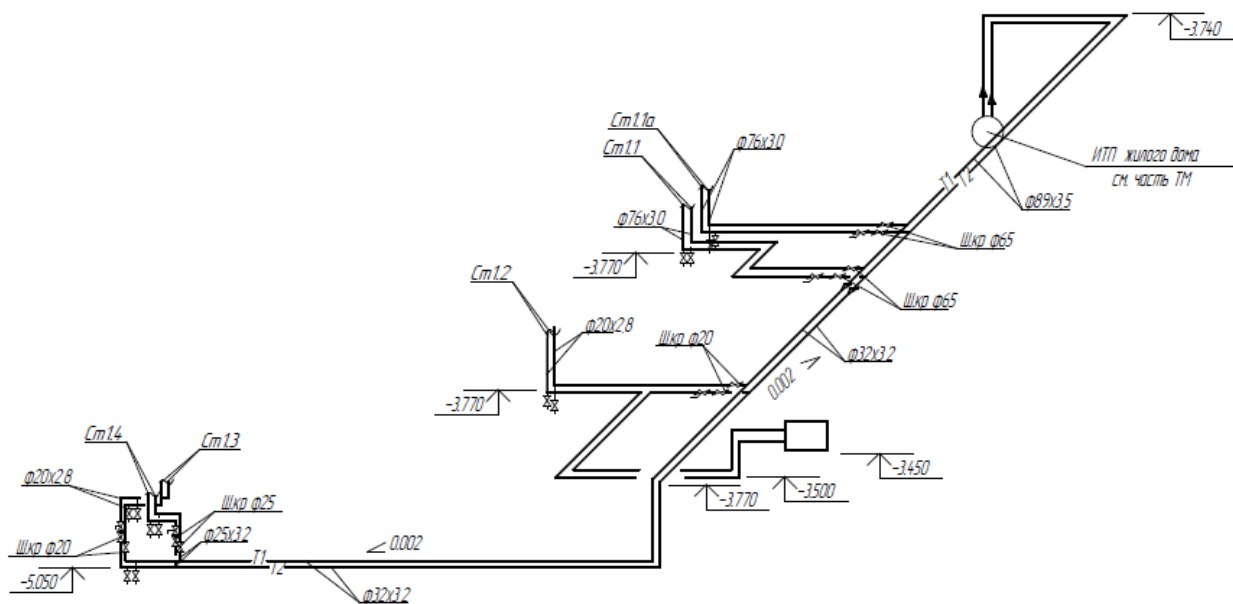 -3.740
Ст1.1а
Ст1.1
ф76х3.0
ИТП жилого дома
см. часть ТМ
Т1
Т2
ф89х3.5
ф76х3.0
Шкр ф65
-3.770
Ст1.2
Шкр ф65
ф20х2,8
Шкр ф20
ф32х3.2
0.002
-3.770
Ст1.4
Ст1.3
-3.450
ф20х2.8
-3.770
-3.500
Шкр ф25
ф25х3.2
Шкр ф20
0.002
Т1
Т2
-5.050
ф32х3.2